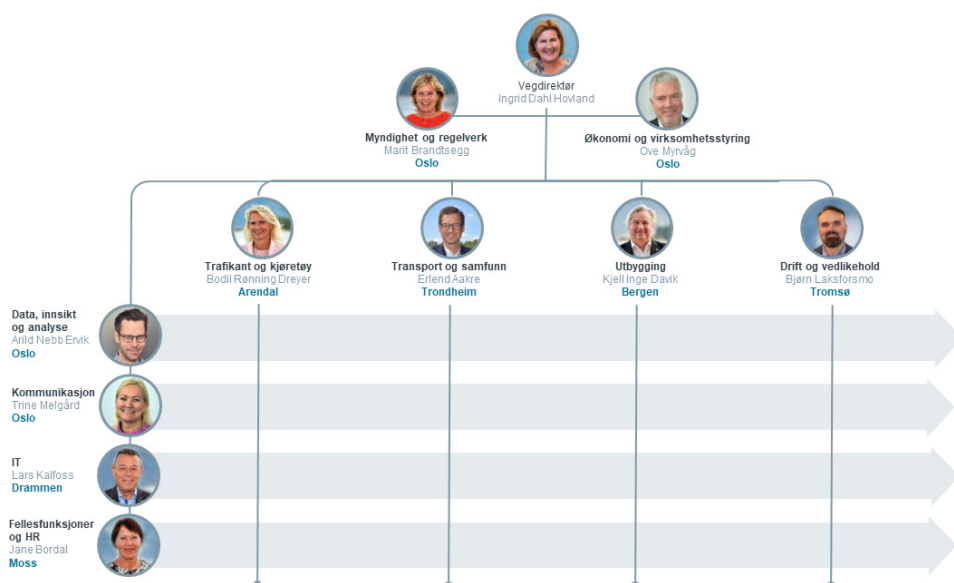 Vegdirektør
Ingrid Dahl Hovland
Myndighet og regelverk
Marit Brandtsegg
Oslo
Økonomi og virksomhetsstyring
Ove Myrvåg
Oslo
Trafikant og kjøretøy
Bodil Rønning Dreyer
Arendal
Transport og samfunn
Erlend Aakre
Trondheim
Utbygging
Kjell Inge Davik
Bergen
Drift og vedlikehold
Bjørn Laksforsmo
Tromsø
Data, innsikt
og analyse
Arild Nebb Ervik
Oslo
Kommunikasjon
Trine Melgård
Oslo
IT
Lars Kalfoss
Drammen
Fellesfunksjoner
og HR
Jane Bordal
Moss